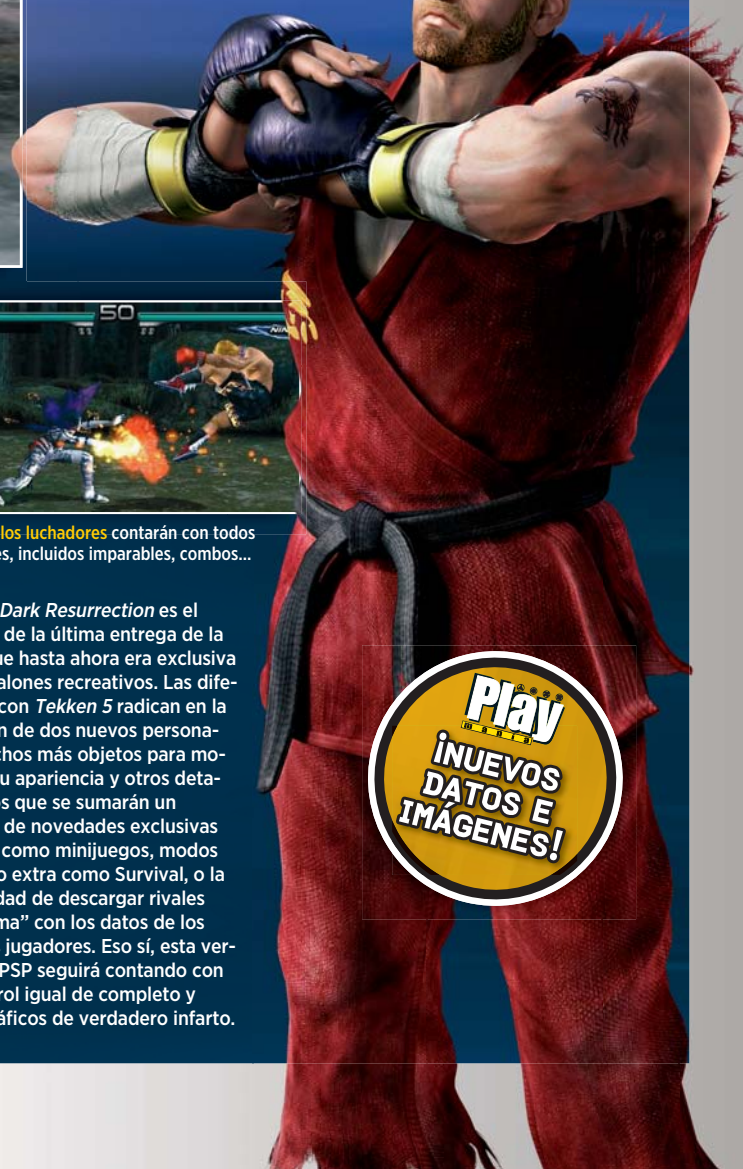 50
NIN
los luchadores contarán con todos
es, incluidos imparables, combos...
Dark Resurrection es el
de la última entrega de la
ue hasta ahora era exclusiva
alones recreativos. Las dife-
con Tekken 5 radican en la
n de dos nuevos persona-
chos más objetos para mo-
u apariencia y otros deta-
s que se sumarán un
de novedades exclusivas
como minijuegos, modos
o extra como Survival, o la
dad de descargar rivales
ma” con los datos de los
jugadores. Eso sí, esta ver-
PSP seguirá contando con
rol igual de completo y
áficos de verdadero infarto.
Play
manía
¡NUEVOS
DATOS E
IMÁGENES!